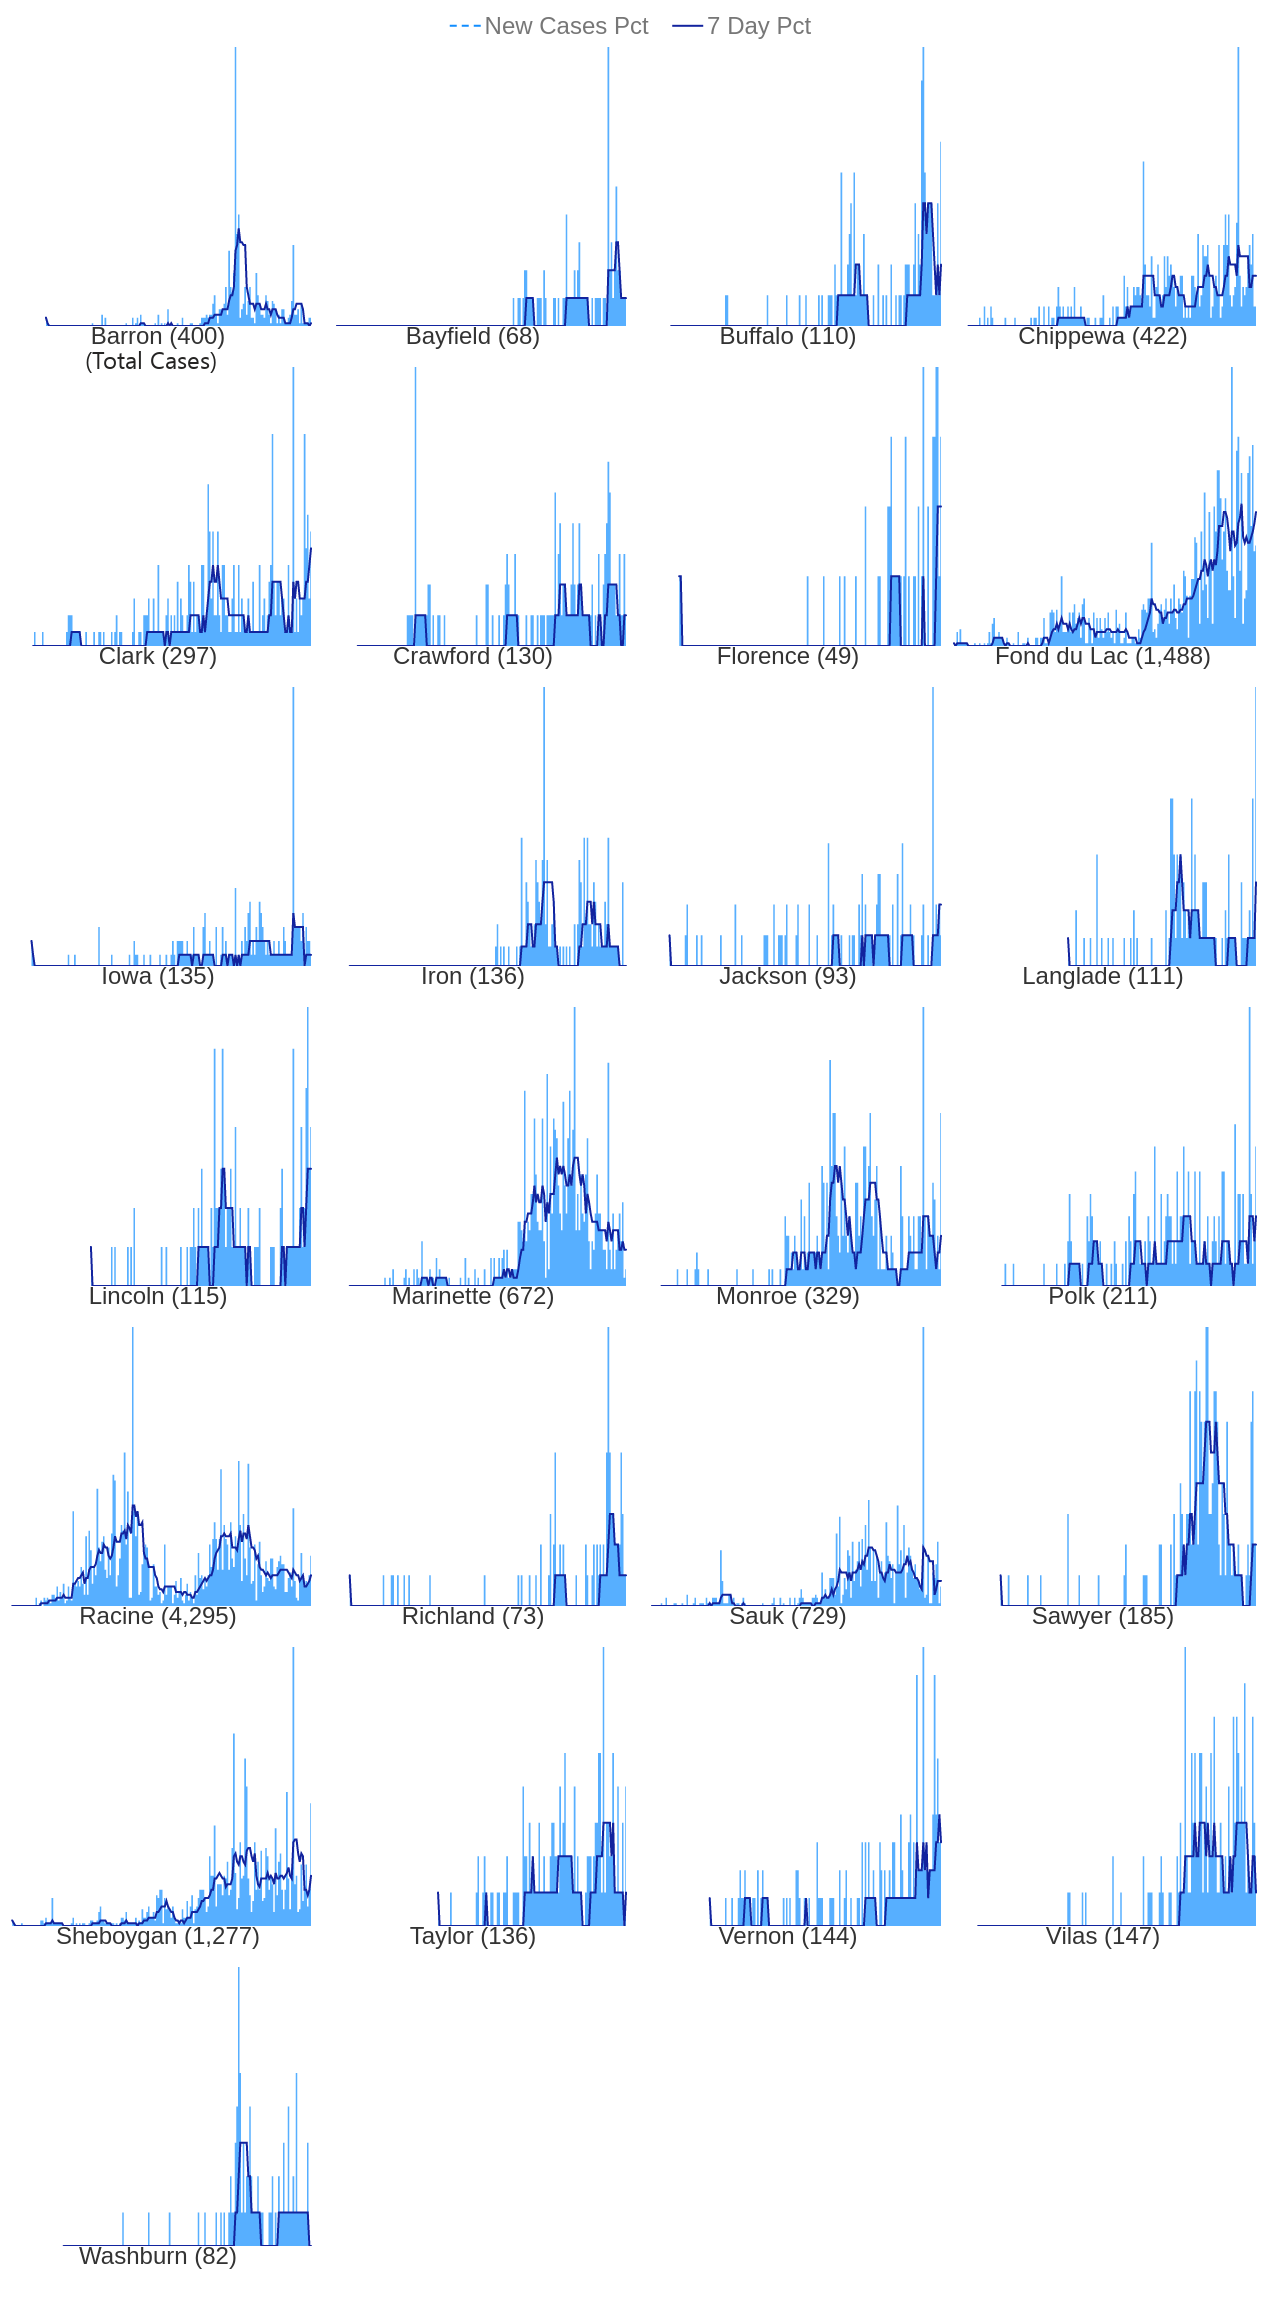 New Cases Pct 7 Day Pct
Barron (400) Bayfield (68) Buffalo (110) Chippewa (422)
(Total Cases)
Clark (297) Crawford (130) Florence (49) Fond du Lac (1,488)
Iowa (135) Iron (136) Jackson (93) Langlade (111)
Lincoln (115) Marinette (672) Monroe (329) Polk (211)
Racine (4,295) Richland (73) Sauk (729) Sawyer (185)
Sheboygan (1,277) Taylor (136) Vernon (144) Vilas (147)
Washburn (82)